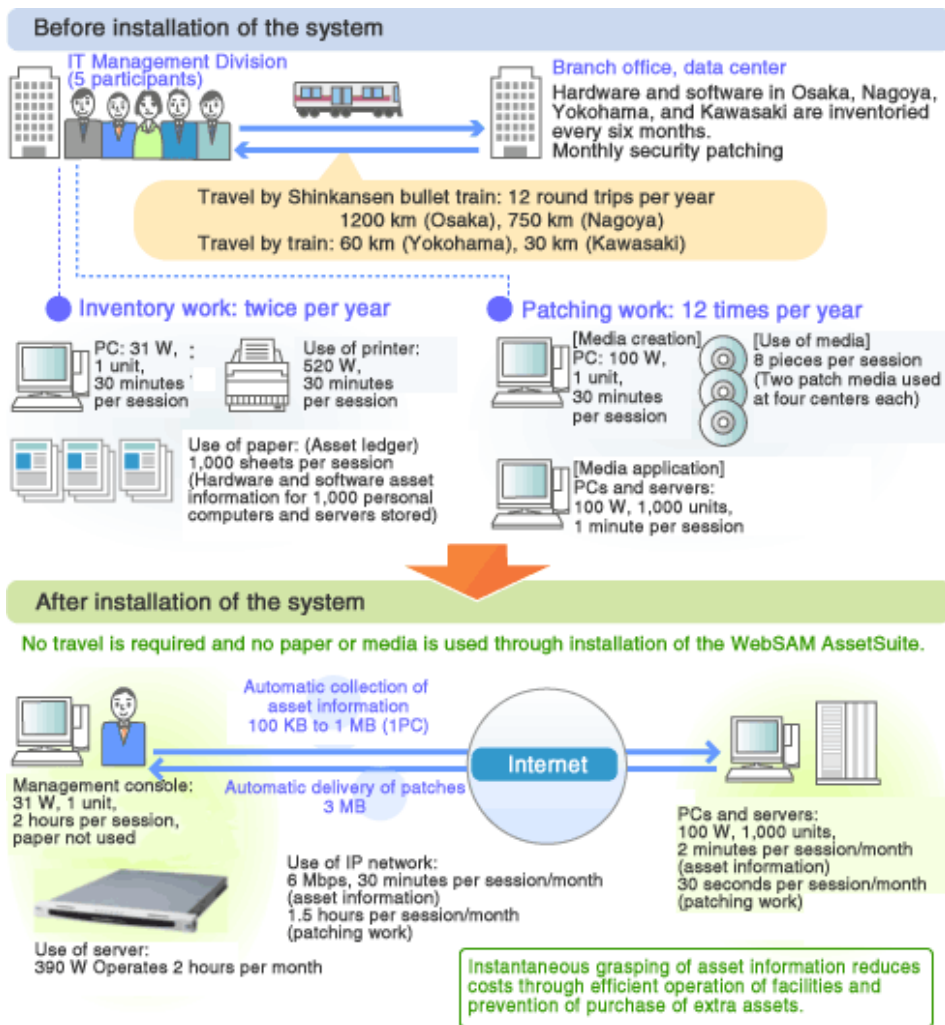 Before installation of the system
IT Management Division
(5 participants)
Branch office, data center
Hardware and software in Osaka, Nagoya,
Yokohama, and Kawasaki are inventoried
every six months.
Monthly security patching
Travel by Shinkansen bullet train: 12 round trips per year
1200 km (Osaka), 750 km (Nagoya)
Travel by train: 60 km (Yokohama), 30 km (Kawasaki)
Inventory work: twice per year
PC: 31 W, :
1 unit,
30 minutes
per session
Use of printer:
520 W,
30 minutes
per session
Use of paper: (Asset ledger)
1,000 sheets per session
(Hardware and software asset
information for 1,000 personal
computers and servers stored)
Patching work: 12 times per year
[Media creation]
PC: 100 W,
1 unit,
30 minutes
per session
[Use of media]
8 pieces per session
(Two patch media used
at four centers each)
[Media application]
PCs and servers:
100 W, 1,000 units,
1 minute per session
After installation of the system
No travel is required and no paper or media is used through installation of the WebSAM AssetSuite.
Automatic collection of
asset information
100 KB to 1 MB (1PC)
Internet
Automatic delivery of patches
3 MB
Management console:
31 W, 1 unit,
2 hours per session,
paper not used
PCs and servers:
100 W, 1,000 units,
2 minutes per session/month
(asset information)
30 seconds per session/month
(patching work)
Use of IP network:
6 Mbps, 30 minutes per session/month
(asset information)
1.5 hours per session/month
(patching work)
Use of server:
390 W Operates 2 hours per month
Instantaneous grasping of asset information reduces
costs through efficient operation of facilities and
prevention of purchase of extra assets.